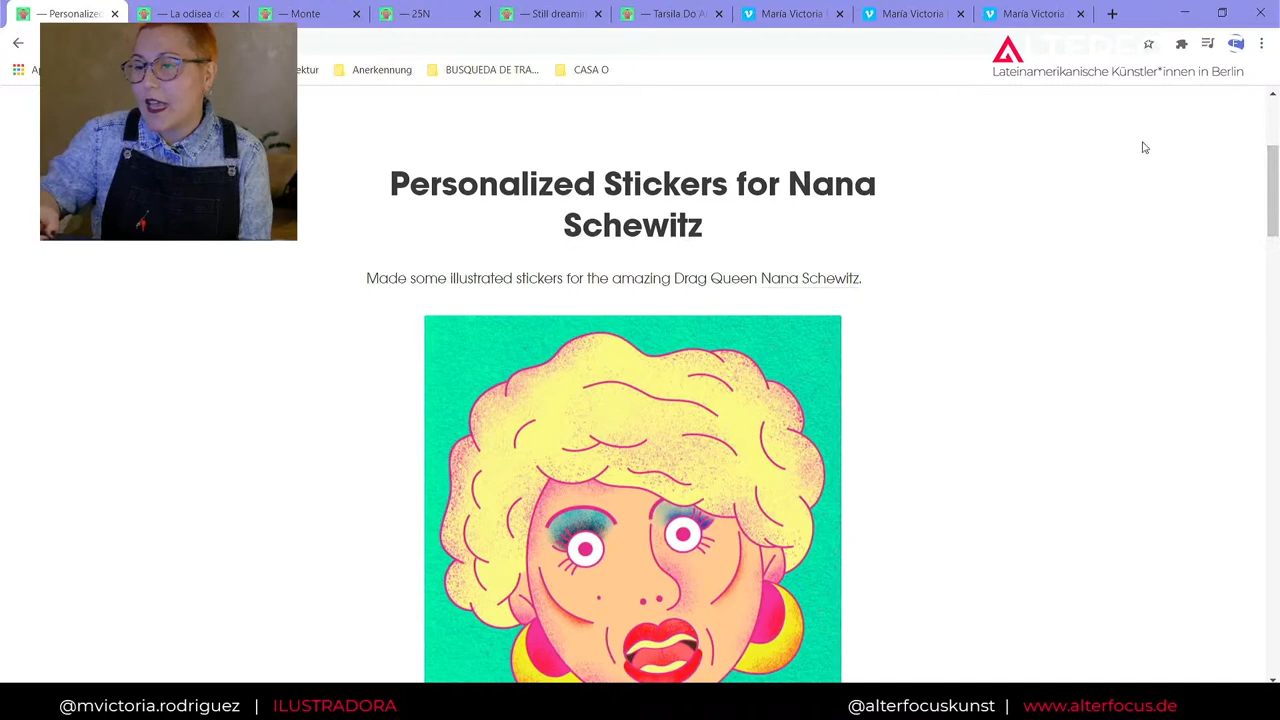 — Personalize
— La odisea de
— Monte
— 25N
— Still dreamin
— Tarsila Do A
María Victoria
María Victoria
María Victoria
ektur
Anerkennung
BUSQUEDA DE TRA...
CASA O
Lateinamerikanische Künstler*innen in Berlin
Personalized Stickers for Nana
Schewitz
Made some illustrated stickers for the amazing Drag Queen Nana Schewitz.
@mvictoria.rodriguez | ILUSTRADORA
@alterfocuskunst | www.alterfocus.de